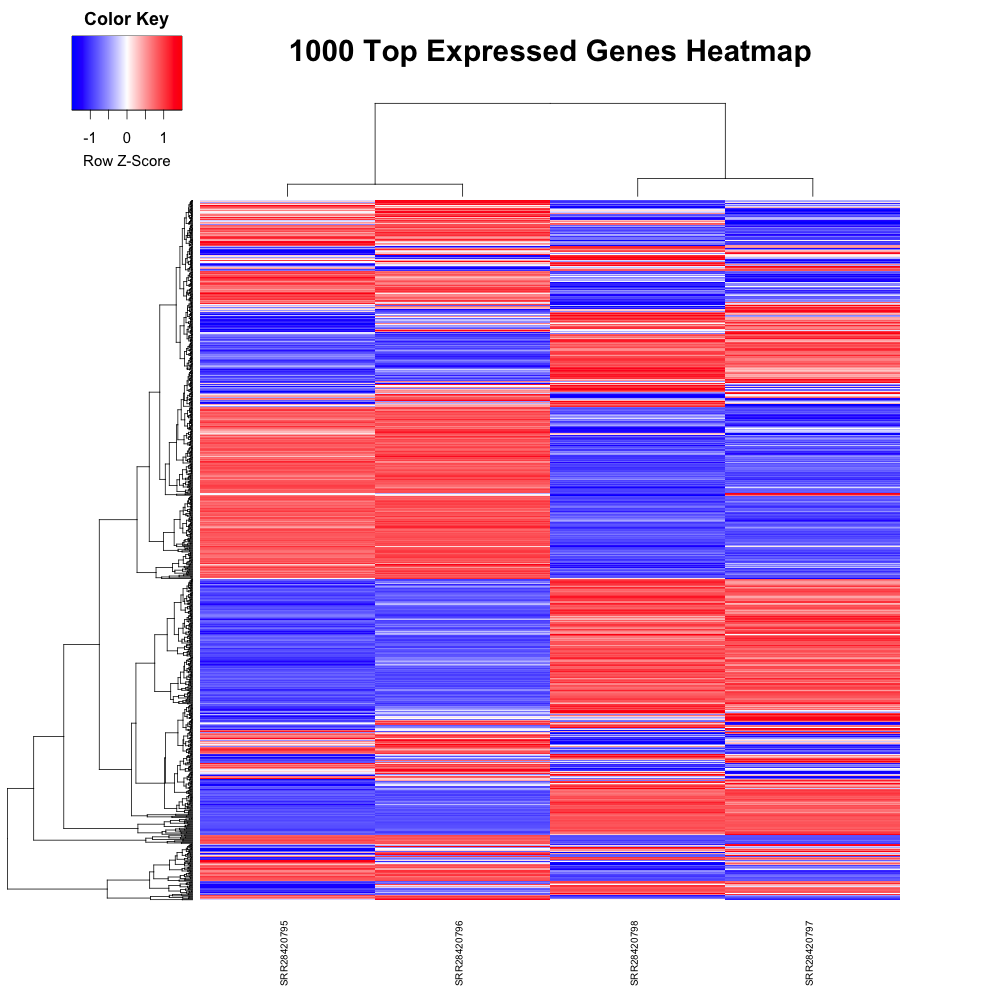 Color Key
-1 0 1
Row Z-Score
1000 Top Expressed Genes Heatmap
SRR28420795
SRR28420796
SRR28420798
SRR28420797